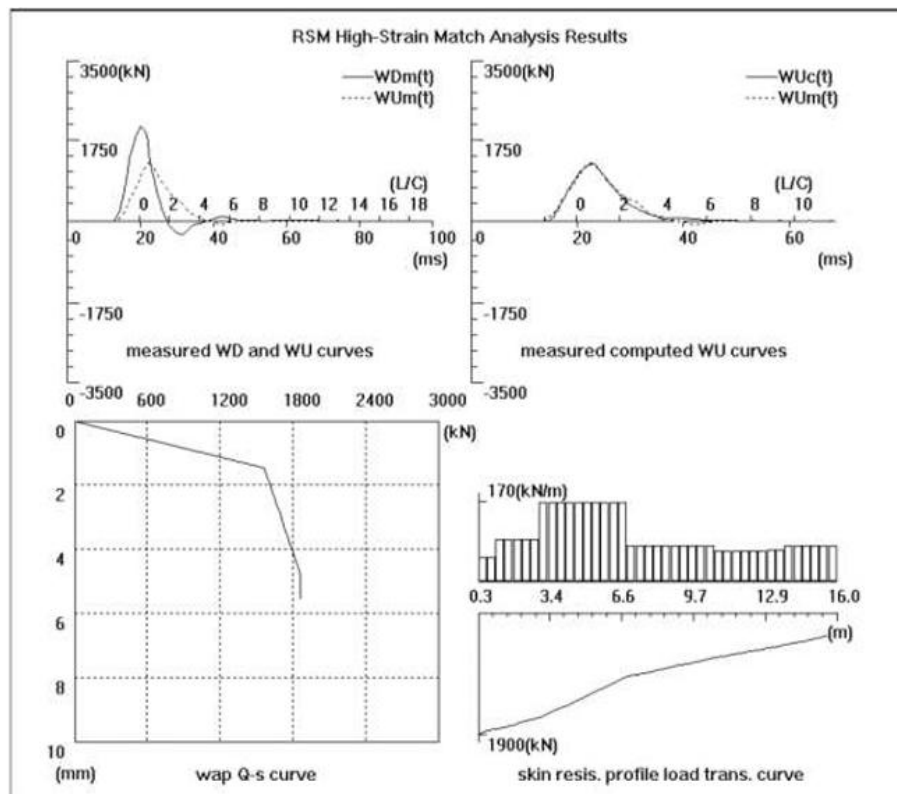 RSM High-Strain Match Analysis Results
3500(kN)
WDm(t)
WUm(t)
1750
(L/C)
0 2 4 6 8 10 12 14 16 18
0 20 40 60 80 100
(ms)
-1750
measured WD and WU curves
-3500
3500(kN)
WUc(t)
WUm(t)
1750
(L/C)
0 2 4 6 8 10
0 20 40 60
(ms)
-1750
measured computed WU curves
-3500
0 600 1200 1800 2400 3000
(kN)
0
2
4
6
8
10
(mm)
wap Q-s curve
170(kN/m)
0.3 3.4 6.6 9.7 12.9 16.0
(m)
1900(kN)
skin resis. profile load trans. curve